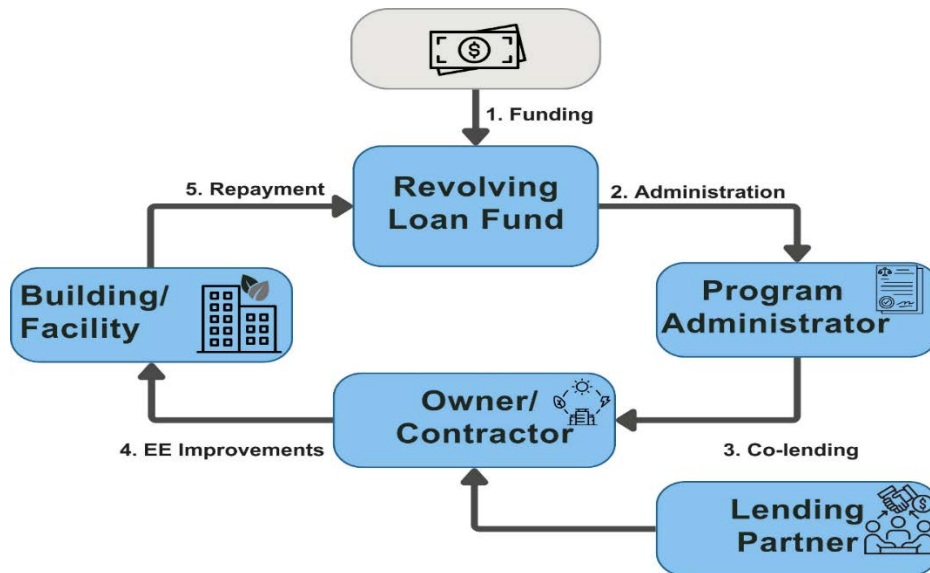 $
1. Funding
Revolving
Loan Fund
2. Administration
Program
Administrator
3. Co-lending
Lending
Partner
$
Owner/
Contractor
4. EE Improvements
Building/
Facility
5. Repayment